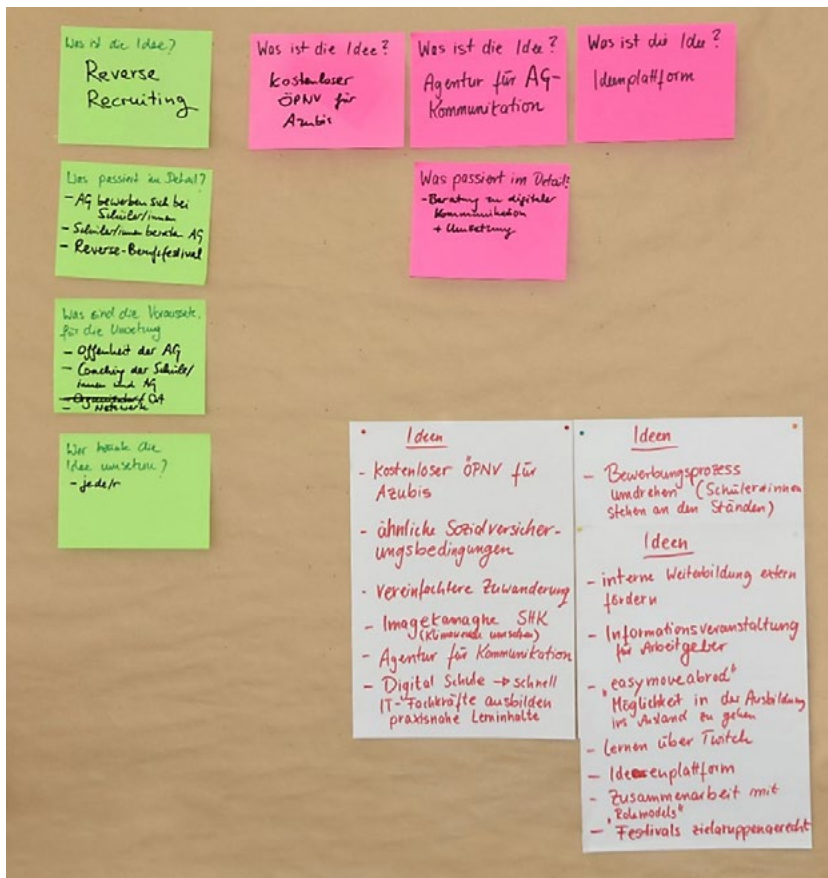 Was ist die Idee?
Reverse
Recruiting
Was passiert im Detail?
- AG bewerben sich bei
Schüler/innen
- Schüler/innen beraten AG
- Reverse-Berufsfestival
Was sind die Voraussetz.
für die Umsetzung
- Offenheit der AG
- Coaching der Schüler/
innen und AG
- Netzwerk
Wer könnte die
Idee umsetzen?
- jede/r
Was ist die Idee?
kostenloser
ÖPNV für
Azubis
Was ist die Idee?
Agentur für AG-
Kommunikation
Was passiert im Detail?
- Beratung zu digitaler
Kommunikation
+ Umsetzung
Was ist die Idee?
Ideenplattform
Ideen
- kostenloser ÖPNV für
Azubis
- ähnliche Sozialversicher-
ungsbedingungen
- vereinfachtere Zuwanderung
- Imagekamagne SHK
(Klimawende umsetzen)
- Agentur für Kommunikation
- Digital Schule → schnell
IT-Fachkräfte ausbilden
praxisnahe Lerninhalte
Ideen
- Bewerbungsprozess
umdrehen (Schüler*innen
stehen an den Ständen)
Ideen
- interne Weiterbildung extern
fördern
- Informationsveranstaltung
für Arbeitgeber
- "easymoveabrod"
Möglichkeit in der Ausbildung
ins Ausland zu gehen
- Lernen über Twitch
- Ideenplattform
- Zusammenarbeit mit
"Rolemodels"
- Festivals zielgruppengerecht